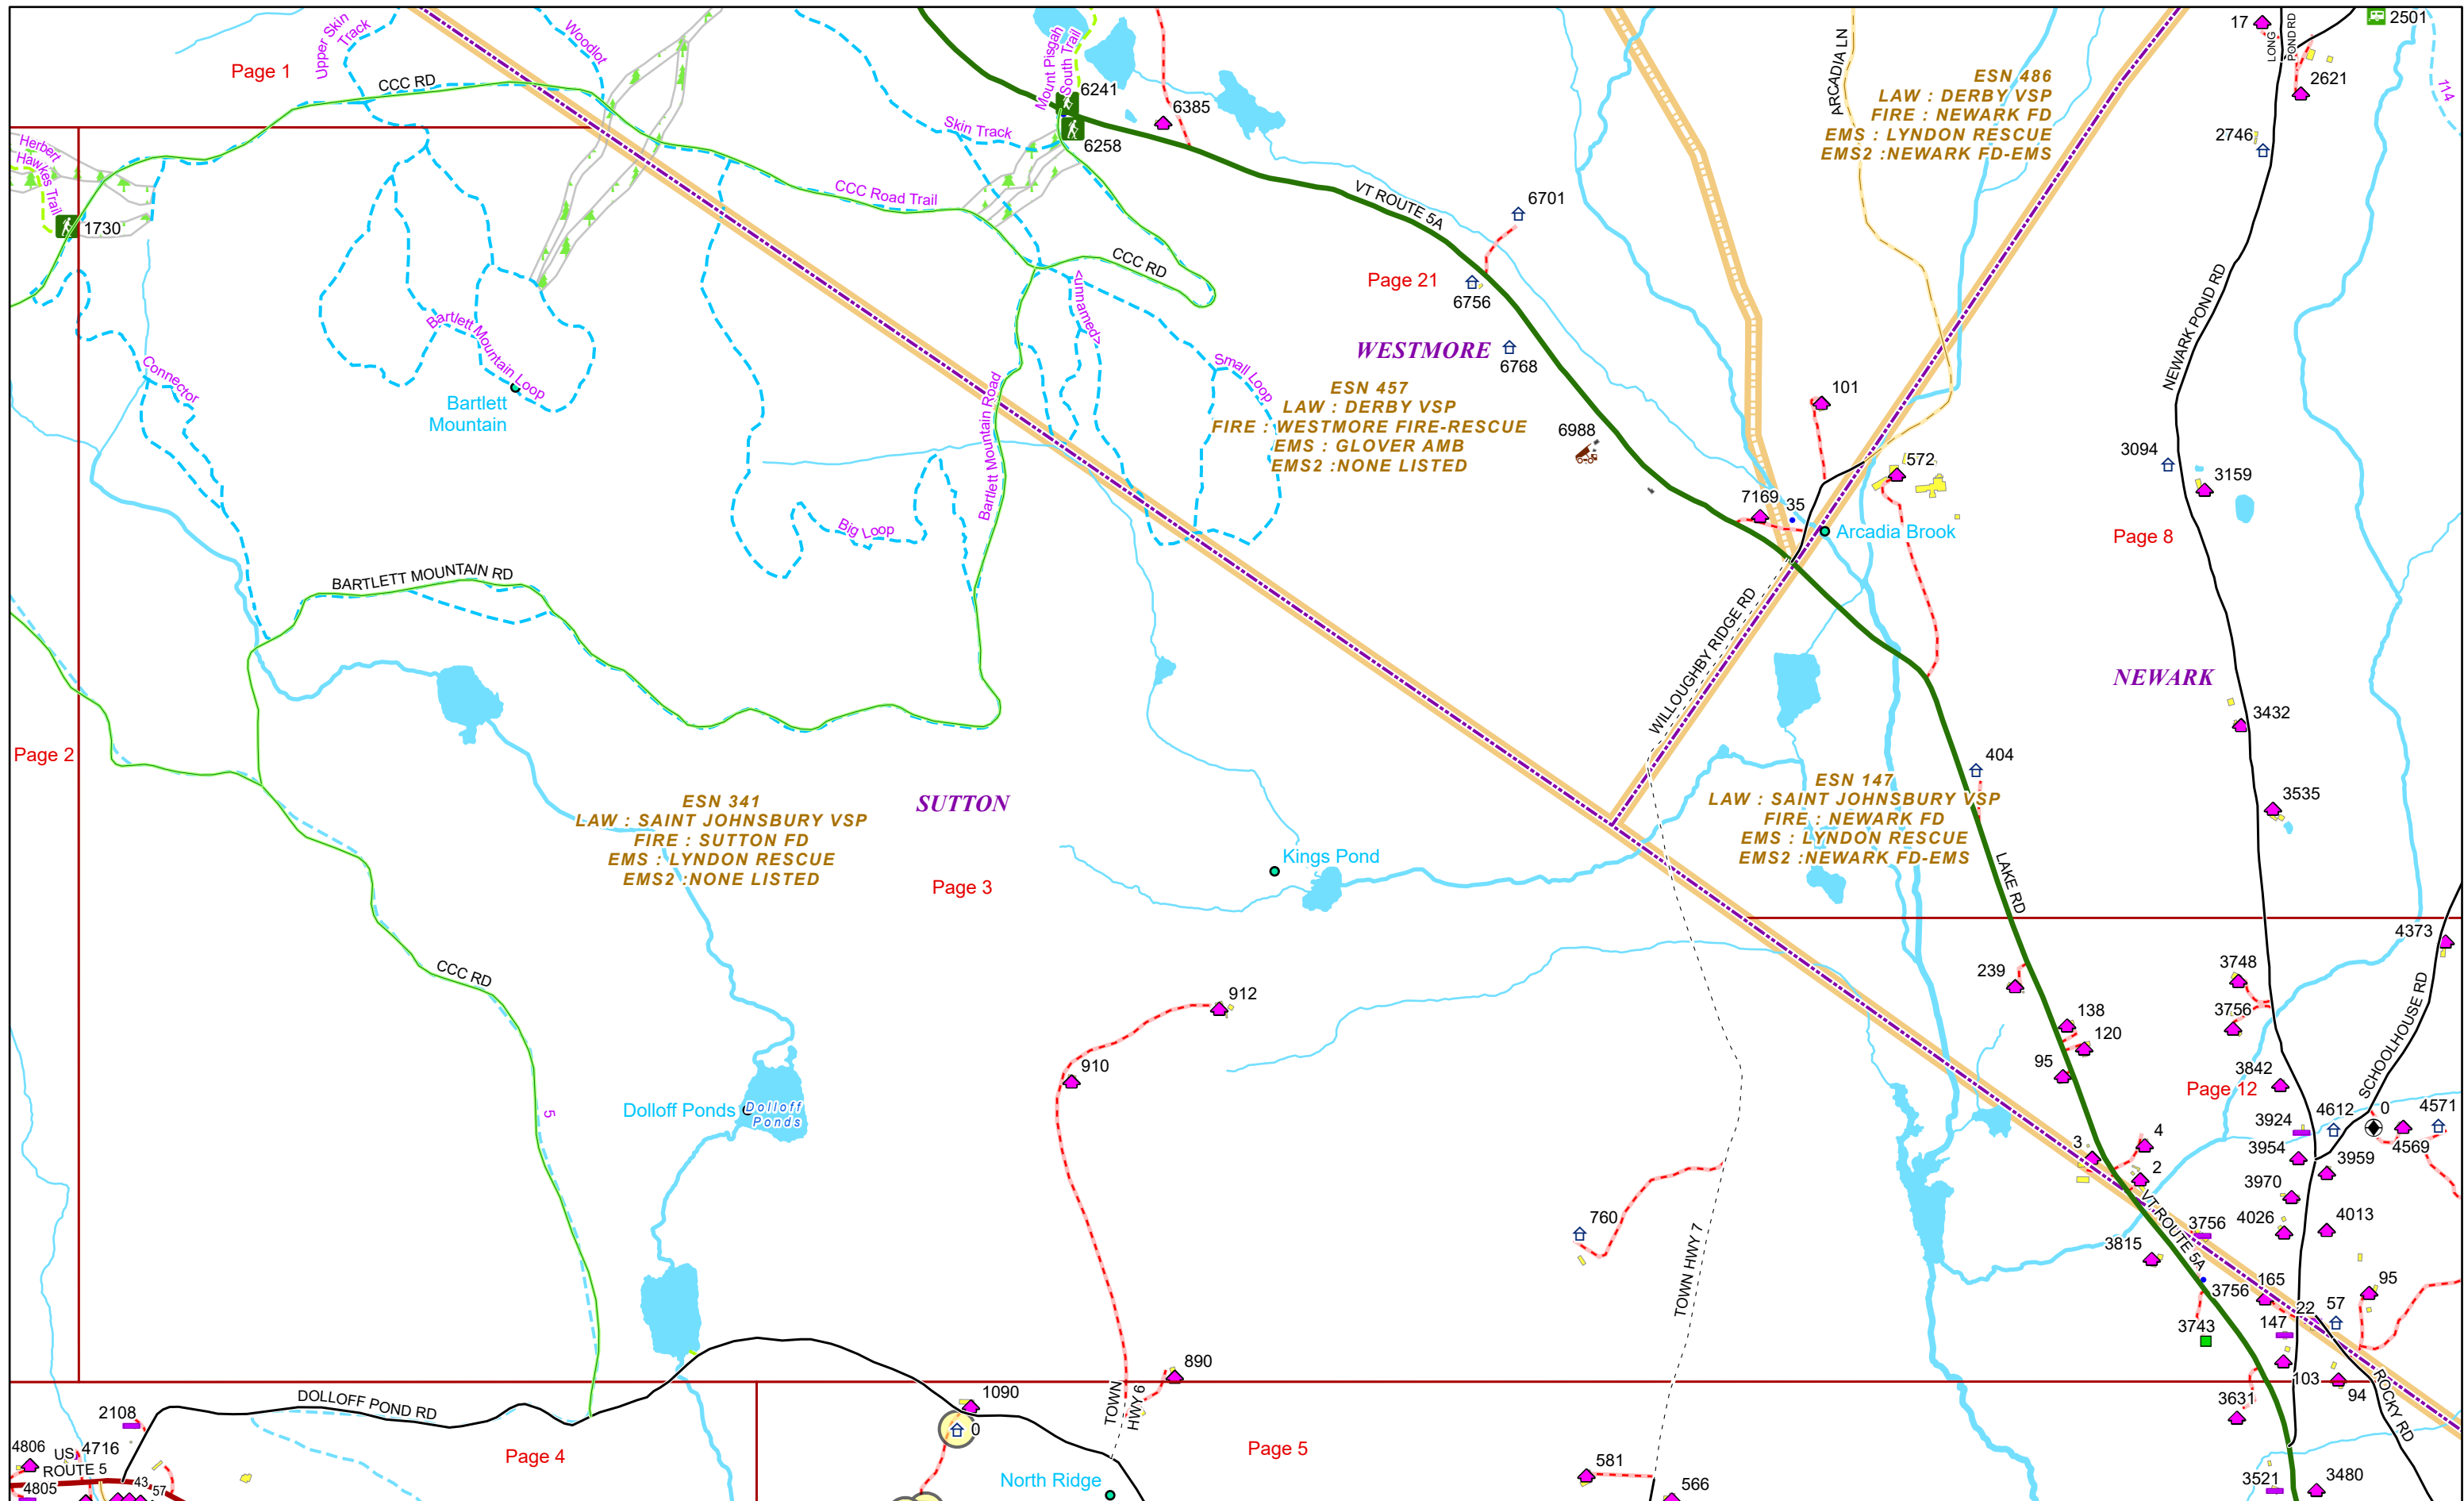 Upper Skin
Track
Woodlot
Page 1
CCC RD
Mount Pisgah
South Trail
6241
6258
6385
Skin Track
CCC Road Trail
Herbert
Hawkes Trail
1730
CCC RD
VT ROUTE 5A
6701
Page 21
6756
6768
WESTMORE
ESN 457
LAW : DERBY VSP
FIRE : WESTMORE FIRE-RESCUE
EMS : GLOVER AMB
EMS2 :NONE LISTED
ARCADIA LN
ESN 486
LAW : DERBY VSP
FIRE : NEWARK FD
EMS : LYNDON RESCUE
EMS2 :NEWARK FD-EMS
17
LONG
POND RD
2501
2621
114
2746
NEWARK POND RD
<unnamed>
Small Loop
Connector
Bartlett Mountain Loop
Bartlett
Mountain
Bartlett Mountain Road
Big Loop
6988
101
572
7169
35
Arcadia Brook
3094
3159
Page 8
BARTLETT MOUNTAIN RD
WILLOUGHBY RIDGE RD
NEWARK
3432
Page 2
404
ESN 147
LAW : SAINT JOHNSBURY VSP
FIRE : NEWARK FD
EMS : LYNDON RESCUE
EMS2 :NEWARK FD-EMS
3535
SUTTON
ESN 341
LAW : SAINT JOHNSBURY VSP
FIRE : SUTTON FD
EMS : LYNDON RESCUE
EMS2 :NONE LISTED
Kings Pond
Page 3
LAKE RD
CCC RD
912
910
239
138
120
95
3748
3756
4373
SCHOOLHOUSE RD
3842
Page 12
Dolloff Ponds
Dolloff
Ponds
5
3924
4612
0
4571
3954
3959
4569
3
4
2
3970
760
TOWN HWY 7
VT ROUTE 5A
3756
4026
4013
3815
3756
165
95
22
57
3743
147
890
103
94
1090
TOWN
HWY 6
3631
ROCKY RD
DOLLOFF POND RD
2108
0
4806
US
ROUTE 5
4716
Page 4
Page 5
43
57
4805
North Ridge
581
566
3521
3480